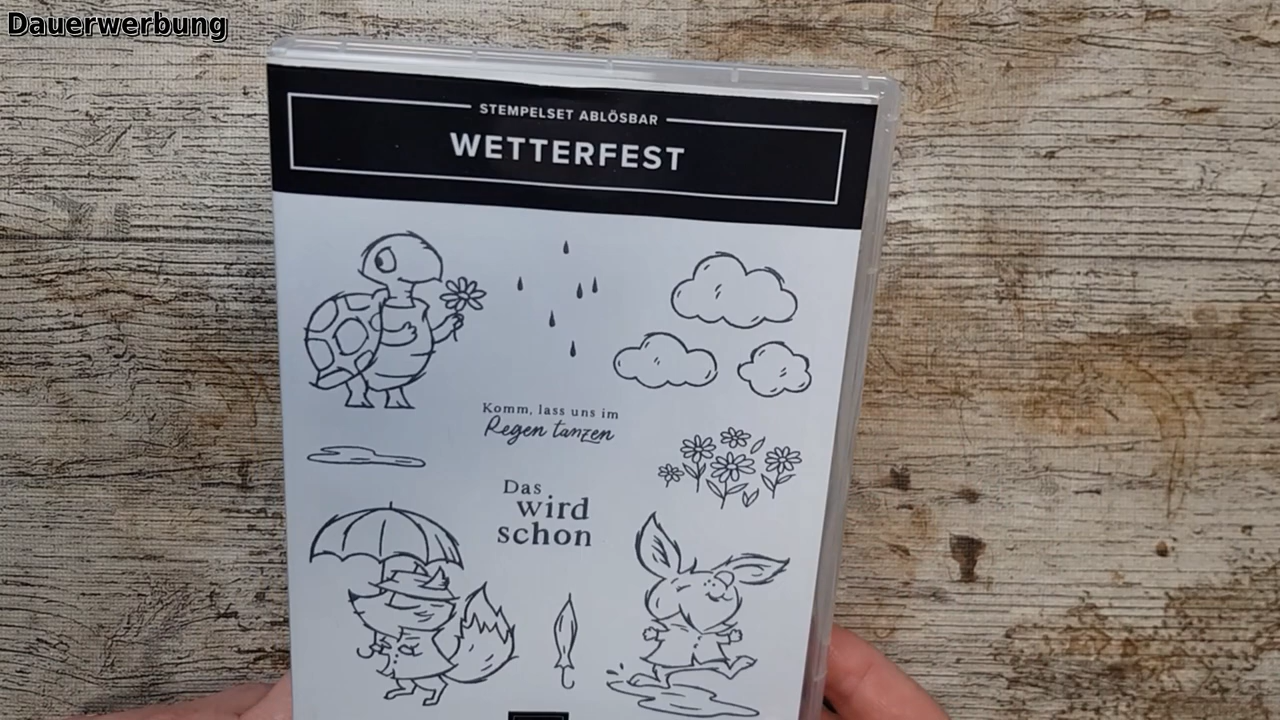 Dauerwerbung
STEMPELSET ABLÖSBAR
WETTERFEST
Komm, lass uns im
Regen tanzen
Das
wird
schon